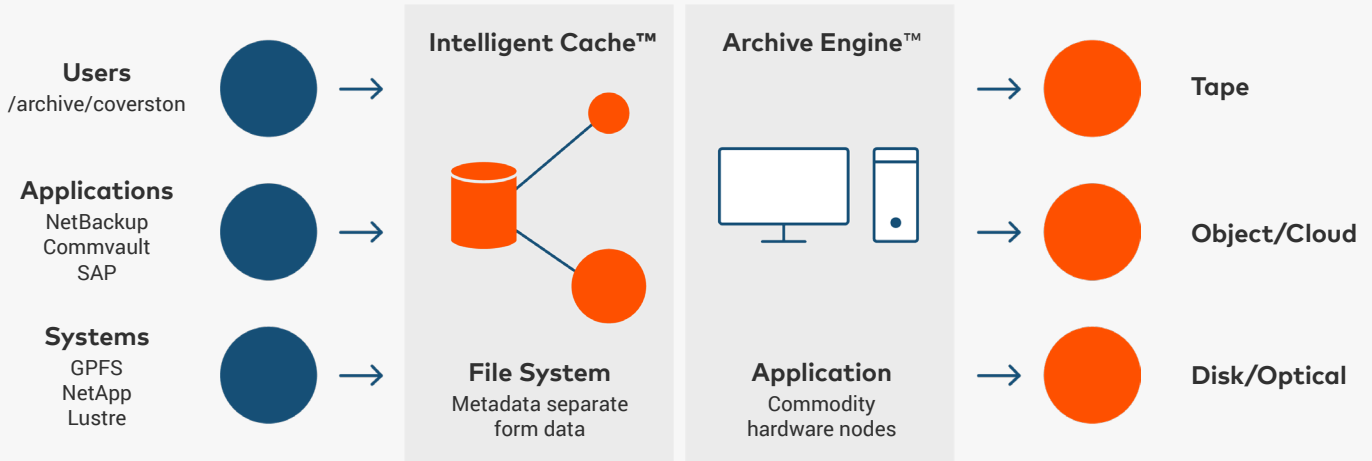 Users
/archive/coverston
Applications
NetBackup
Commvault
SAP
Systems
GPFS
NetApp
Lustre
Intelligent Cache™
File System
Metadata separate
form data
Archive Engine™
Application
Commodity
hardware nodes
Tape
Object/Cloud
Disk/Optical